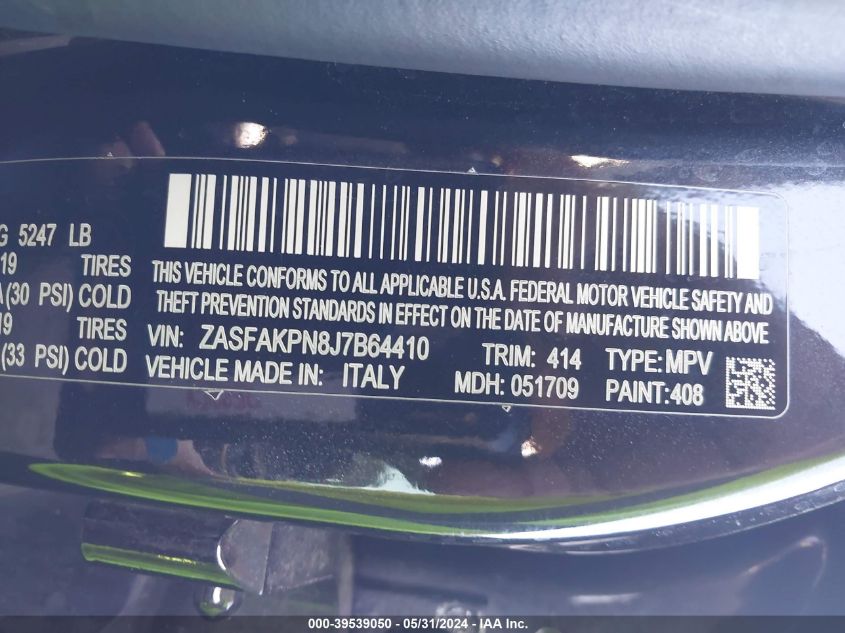 G 5247 LB
19 TIRES
(30 PSI) COLD
19 TIRES
(33 PSI) COLD
THIS VEHICLE CONFORMS TO ALL APPLICABLE U.S.A. FEDERAL MOTOR VEHICLE SAFETY AND
THEFT PREVENTION STANDARDS IN EFFECT ON THE DATE OF MANUFACTURE SHOWN ABOVE
VIN: ZASFAKPN8J7B64410 TRIM: 414 TYPE:MPV
VEHICLE MADE IN: ITALY MDH: 051709 PAINT:408
000-39539050 - 05/31/2024 - IAA Inc.